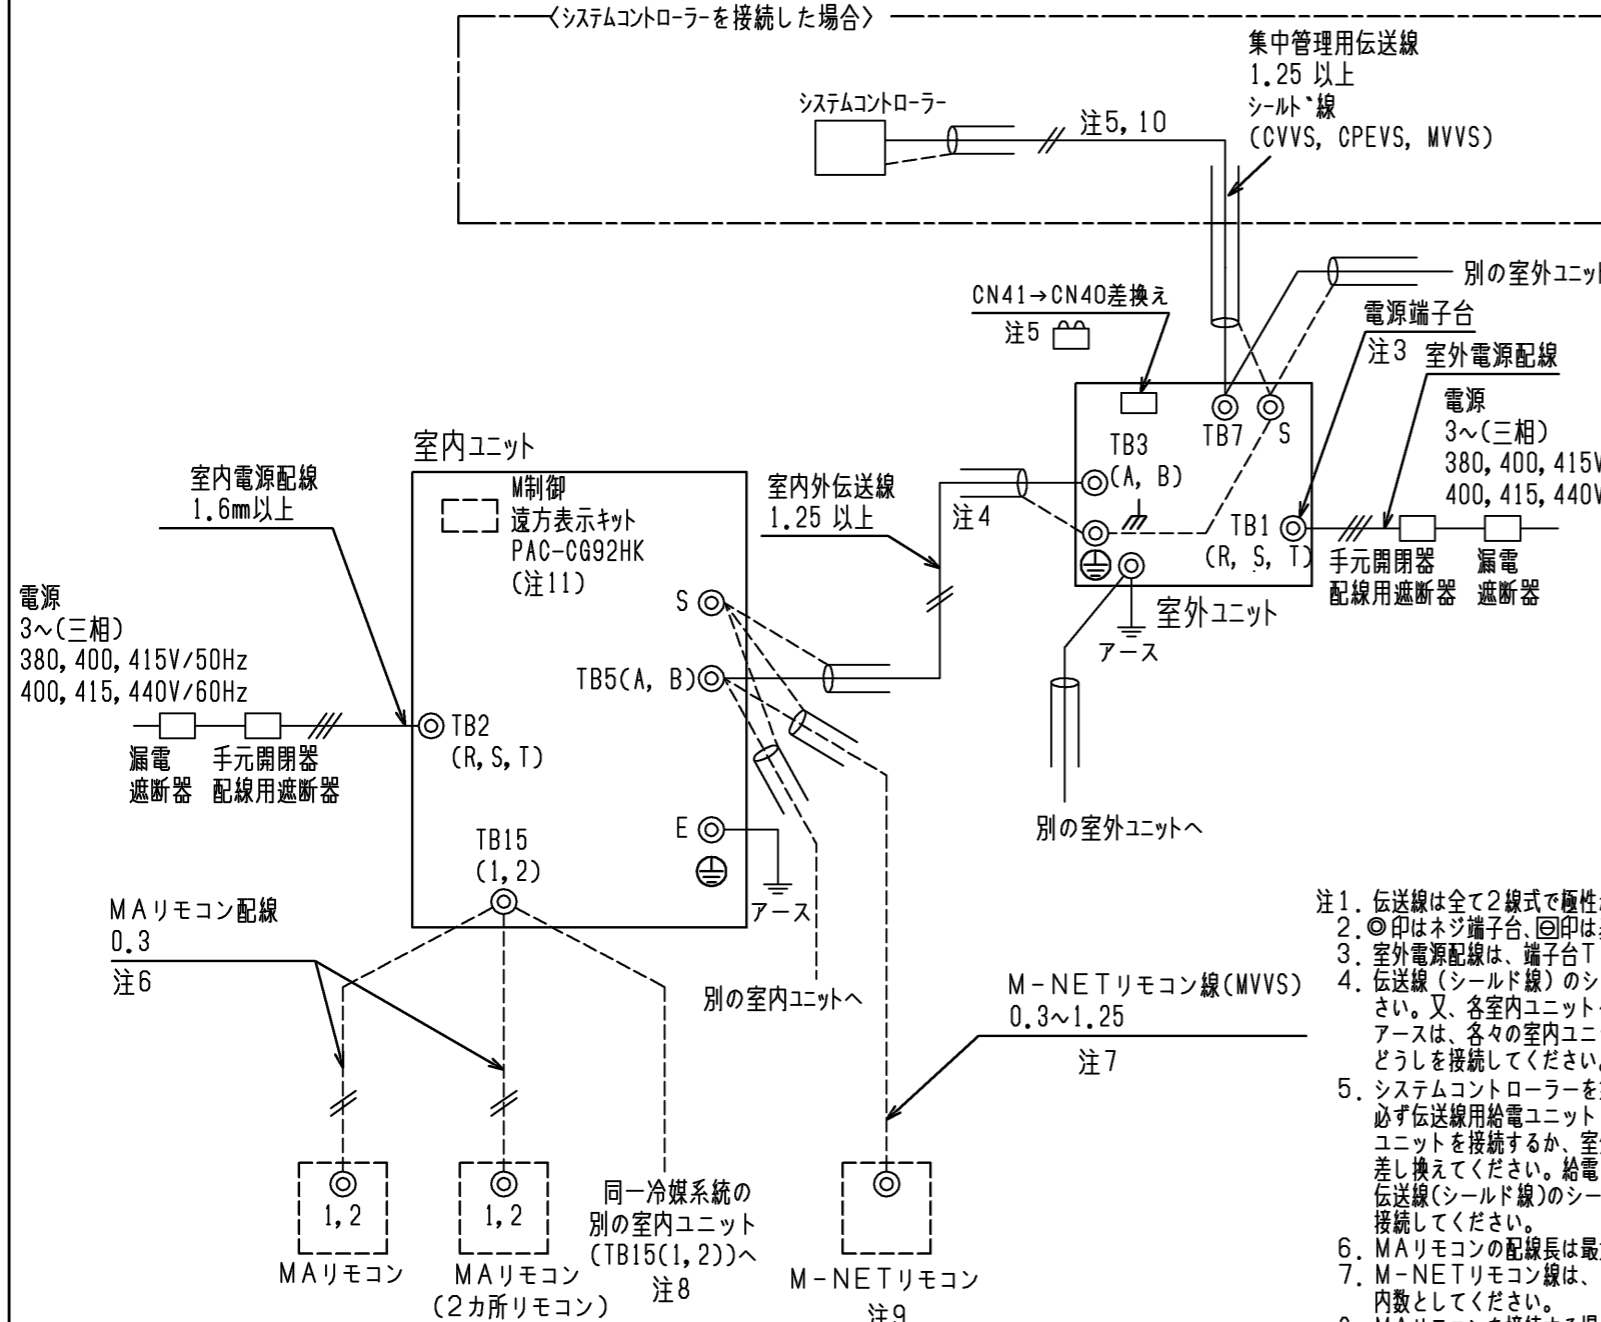 〈システムコントローラーを接続した場合〉
集中管理用伝送線
1.25 以上
シールド線
(CVVS, CPEVS, MVVS)
システムコントローラー
注5, 10
別の室外ユニット
CN41→CN40差換え
注5
電源端子台
注3
室外電源配線
電源
3~(三相)
380, 400, 415V
400, 415, 440V
TB3
(A, B)
TB7
S
TB1
(R, S, T)
手元開閉器
配線用遮断器
漏電
遮断器
室外ユニット
アース
別の室外ユニットへ
室内外伝送線
1.25 以上
注4
室内ユニット
M制御
遠方表示キット
PAC-CG92HK
(注11)
室内電源配線
1.6mm以上
電源
3~(三相)
380, 400, 415V/50Hz
400, 415, 440V/60Hz
漏電
遮断器
手元開閉器
配線用遮断器
TB2
(R, S, T)
S
TB5(A, B)
E
アース
TB15
(1, 2)
MAリモコン配線
0.3
注6
別の室内ユニットへ
M-NETリモコン線(MVVS)
0.3~1.25
注7
1, 2
MAリモコン
1, 2
MAリモコン
(2カ所リモコン)
同一冷媒系統の
別の室内ユニット
(TB15(1, 2))へ
注8
M-NETリモコン
注9
注1. 伝送線は全て2線式で極性
2. ◎印はネジ端子台、回印は
3. 室外電源配線は、端子台T
4. 伝送線(シールド線)のシ
さい。又、各室内ユニット
アースは、各々の室内ユニ
どうしを接続してください。
5. システムコントローラーを
必ず伝送線用給電ユニット
ユニットを接続するか、室
差し換えてください。給電
伝送線(シールド線)のシー
接続してください。
6. MAリモコンの配線長は最
7. M-NETリモコン線は、
内数としてください。